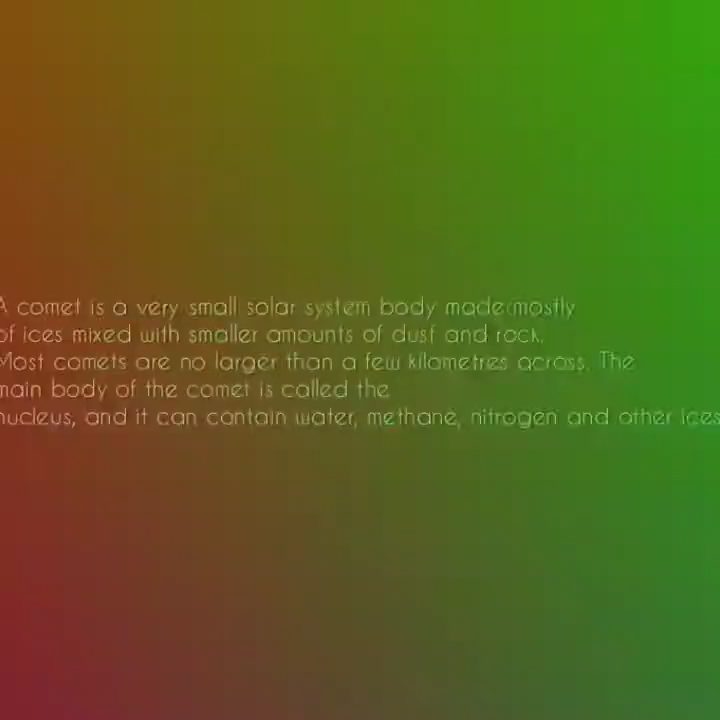 A comet is a very small solar system body made mostly
of ices mixed with smaller amounts of dust and rock.
Most comets are no larger than a few kilometres across. The
main body of the comet is called the
nucleus, and it can contain water, methane, nitrogen and other ices